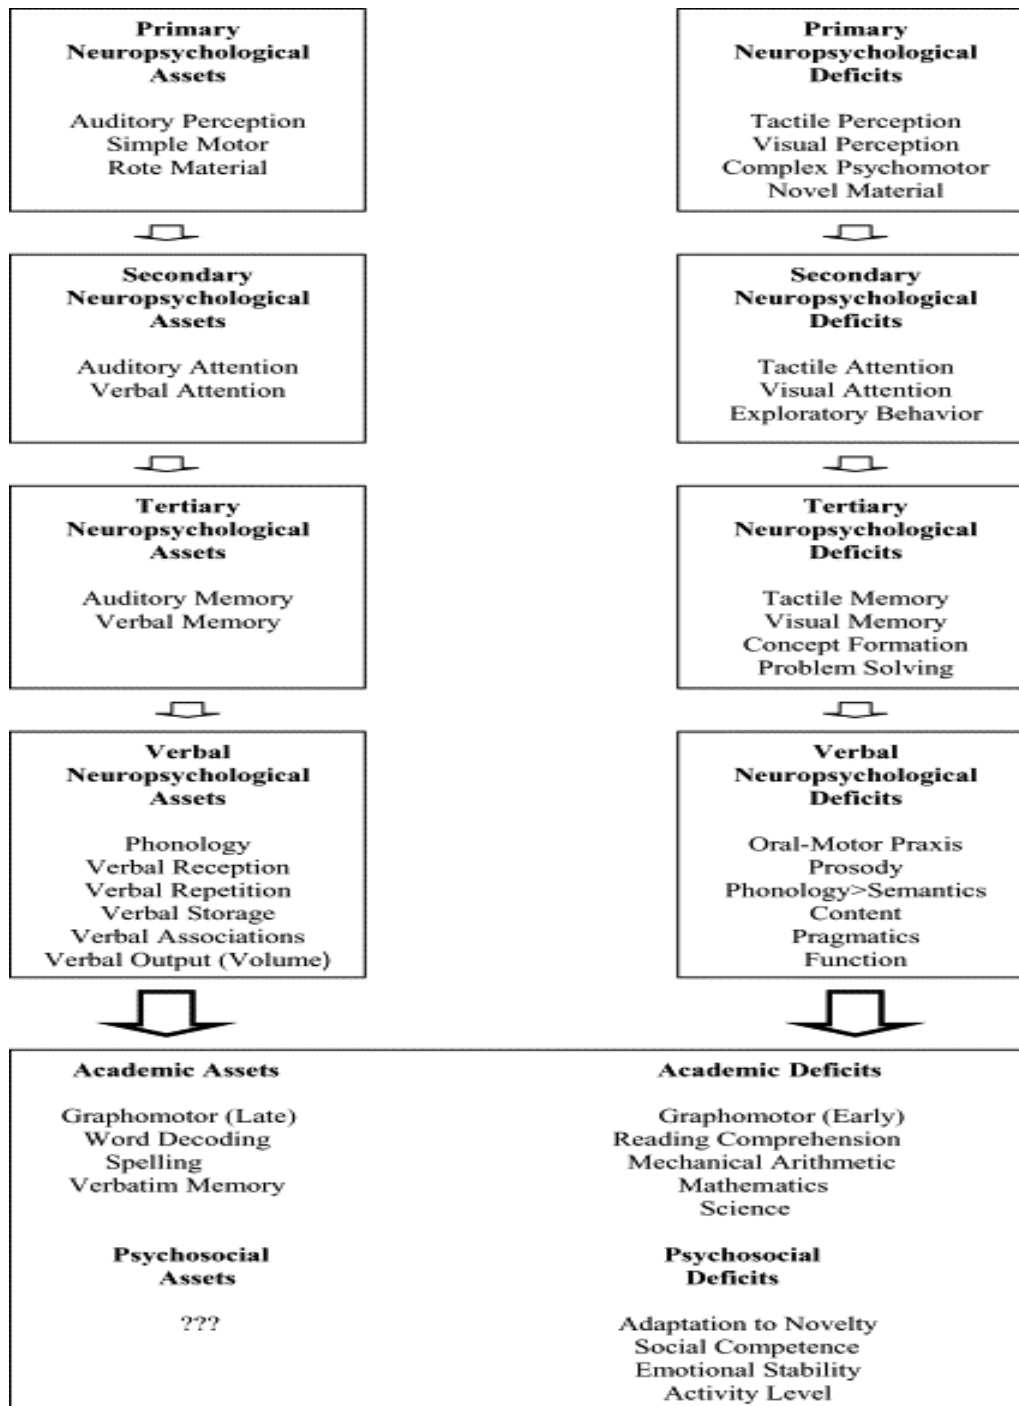 Primary
Neuropsychological
Assets
Auditory Perception
Simple Motor
Rote Material
Primary
Neuropsychological
Deficits
Tactile Perception
Visual Perception
Complex Psychomotor
Novel Material
Secondary
Neuropsychological
Assets
Auditory Attention
Verbal Attention
Secondary
Neuropsychological
Deficits
Tactile Attention
Visual Attention
Exploratory Behavior
Tertiary
Neuropsychological
Assets
Auditory Memory
Verbal Memory
Tertiary
Neuropsychological
Deficits
Tactile Memory
Visual Memory
Concept Formation
Problem Solving
Verbal
Neuropsychological
Assets
Phonology
Verbal Reception
Verbal Repetition
Verbal Storage
Verbal Associations
Verbal Output (Volume)
Verbal
Neuropsychological
Deficits
Oral-Motor Praxis
Prosody
Phonology>Semantics
Content
Pragmatics
Function
Academic Assets
Graphomotor (Late)
Word Decoding
Spelling
Verbatim Memory
Academic Deficits
Graphomotor (Early)
Reading Comprehension
Mechanical Arithmetic
Mathematics
Science
Psychosocial
Assets
???
Psychosocial
Deficits
Adaptation to Novelty
Social Competence
Emotional Stability
Activity Level